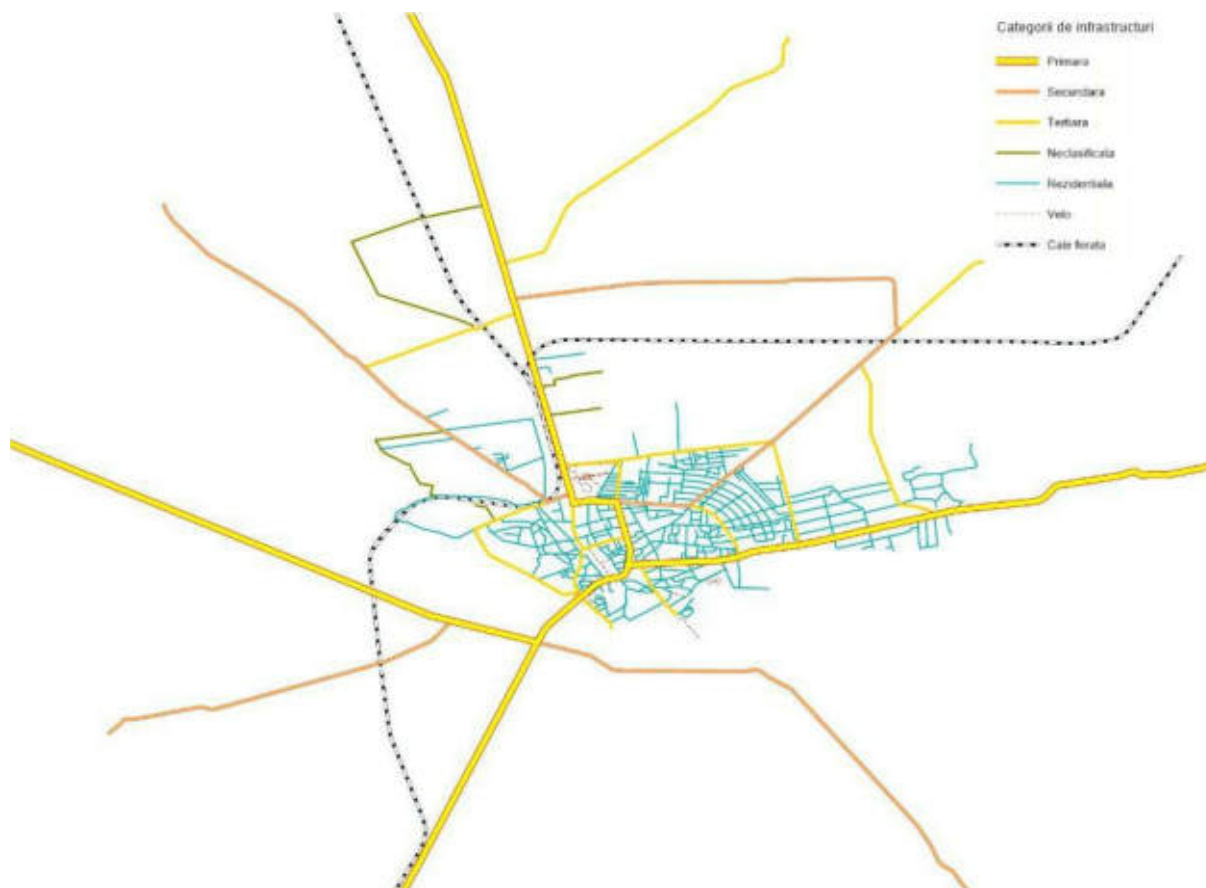 Categorii de infrastructuri
Primara
Secundara
Tertiara
Neclasificata
Rezidentiala
Velo
Cale ferata